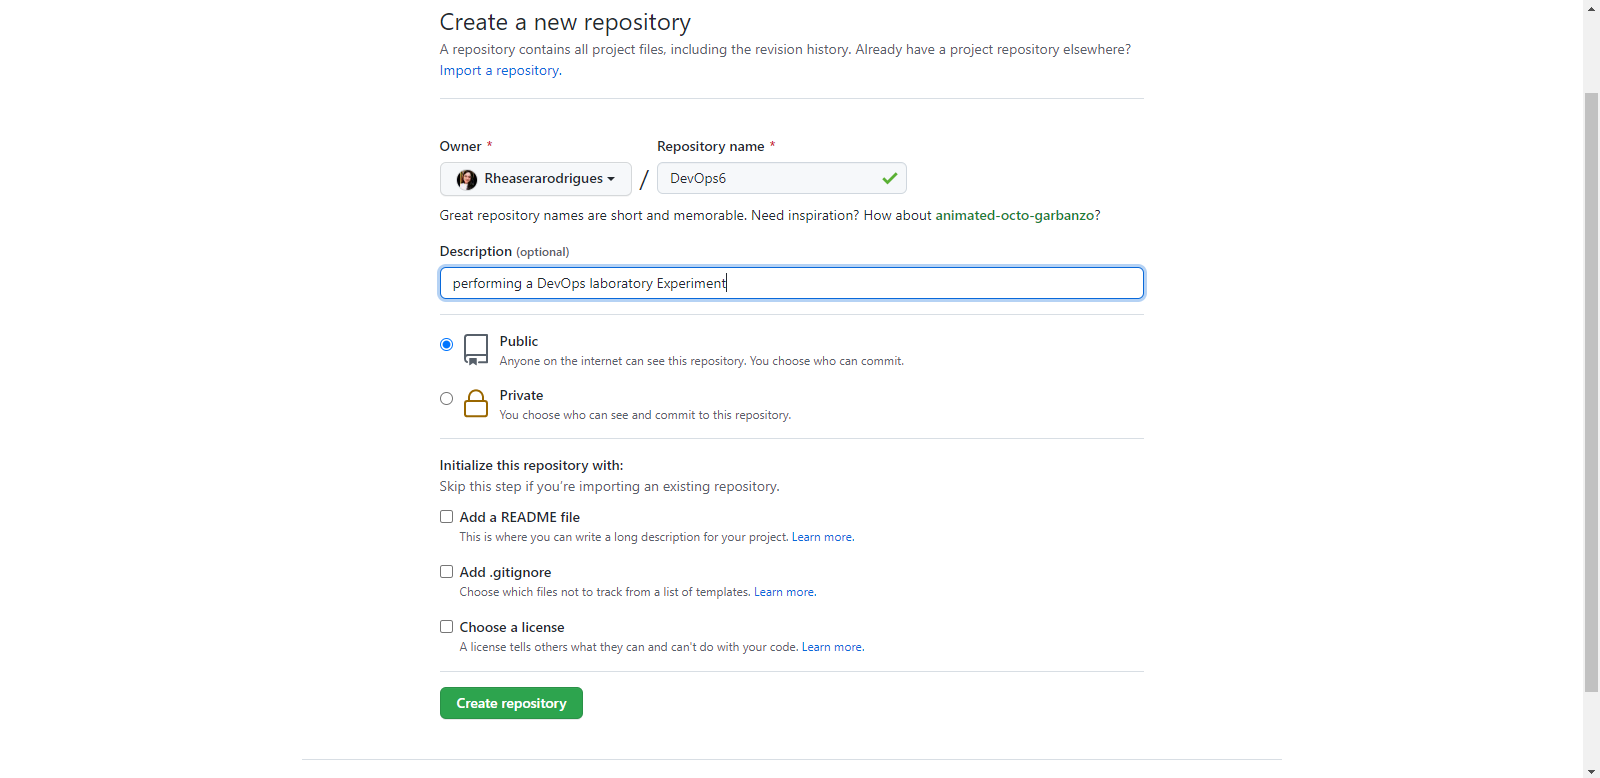 Create a new repository
A repository contains all project files, including the revision history. Already have a project repository elsewhere?
Import a repository.
Owner * Repository name *
Rheaserarodrigues / DevOps6
Great repository names are short and memorable. Need inspiration? How about animated-octo-garbanzo?
Description (optional)
performing a DevOps laboratory Experiment
Public
Anyone on the internet can see this repository. You choose who can commit.
Private
You choose who can see and commit to this repository.
Initialize this repository with:
Skip this step if you're importing an existing repository.
Add a README file
This is where you can write a long description for your project. Learn more.
Add .gitignore
Choose which files not to track from a list of templates. Learn more.
Choose a license
A license tells others what they can and can't do with your code. Learn more.
Create repository